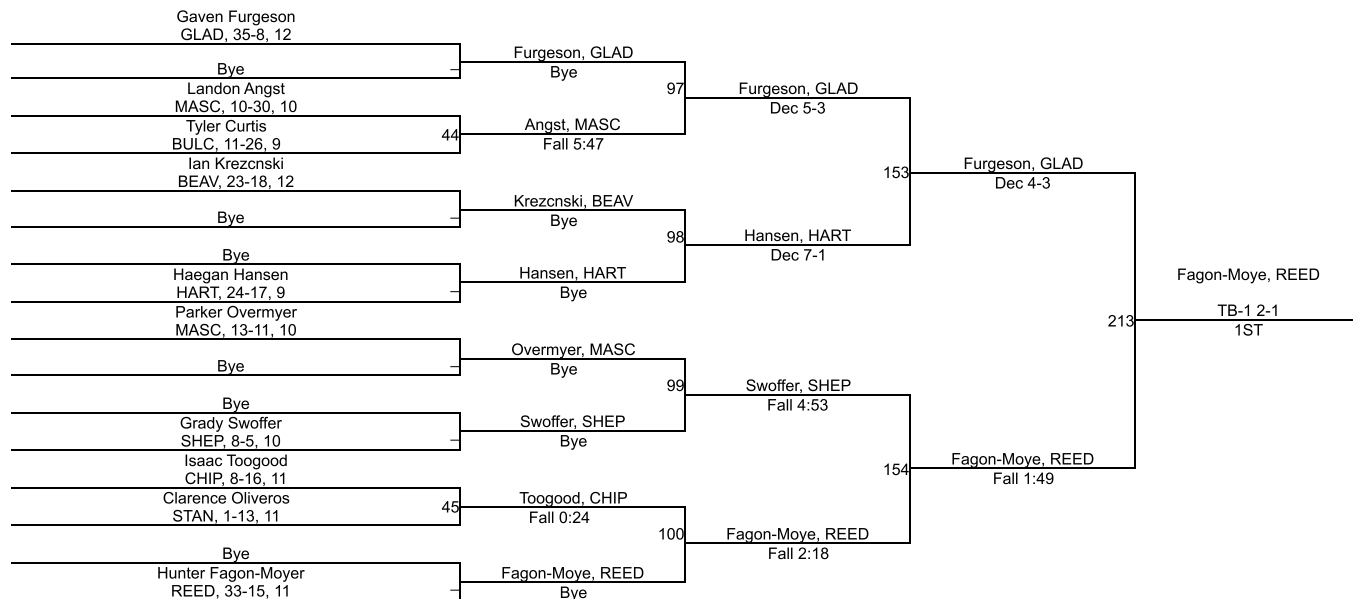 Gaven Furgeson
GLAD, 35-8, 12
Bye
Landon Angst
MASC, 10-30, 10
Tyler Curtis
BULC, 11-26, 9
Ian Krezcnski
BEAV, 23-18, 12
Bye
Bye
Haegan Hansen
HART, 24-17, 9
Parker Overmyer
MASC, 13-11, 10
Bye
Bye
Grady Swoffer
SHEP, 8-5, 10
Isaac Toogood
CHIP, 8-16, 11
Clarence Oliveros
STAN, 1-13, 11
Bye
Hunter Fagon-Moyer
REED, 33-15, 11
–
44
–
–
–
–
45
–
Furgeson, GLAD
Bye
Angst, MASC
Fall 5:47
Krezcnski, BEAV
Bye
Hansen, HART
Bye
Overmyer, MASC
Bye
Swoffer, SHEP
Bye
Toogood, CHIP
Fall 0:24
Fagon-Moye, REED
Bye
97
98
99
100
Furgeson, GLAD
Dec 5-3
Hansen, HART
Dec 7-1
Swoffer, SHEP
Fall 4:53
Fagon-Moye, REED
Fall 2:18
153
154
Furgeson, GLAD
Dec 4-3
Fagon-Moye, REED
Fall 1:49
213
Fagon-Moye, REED
TB-1 2-1
1ST